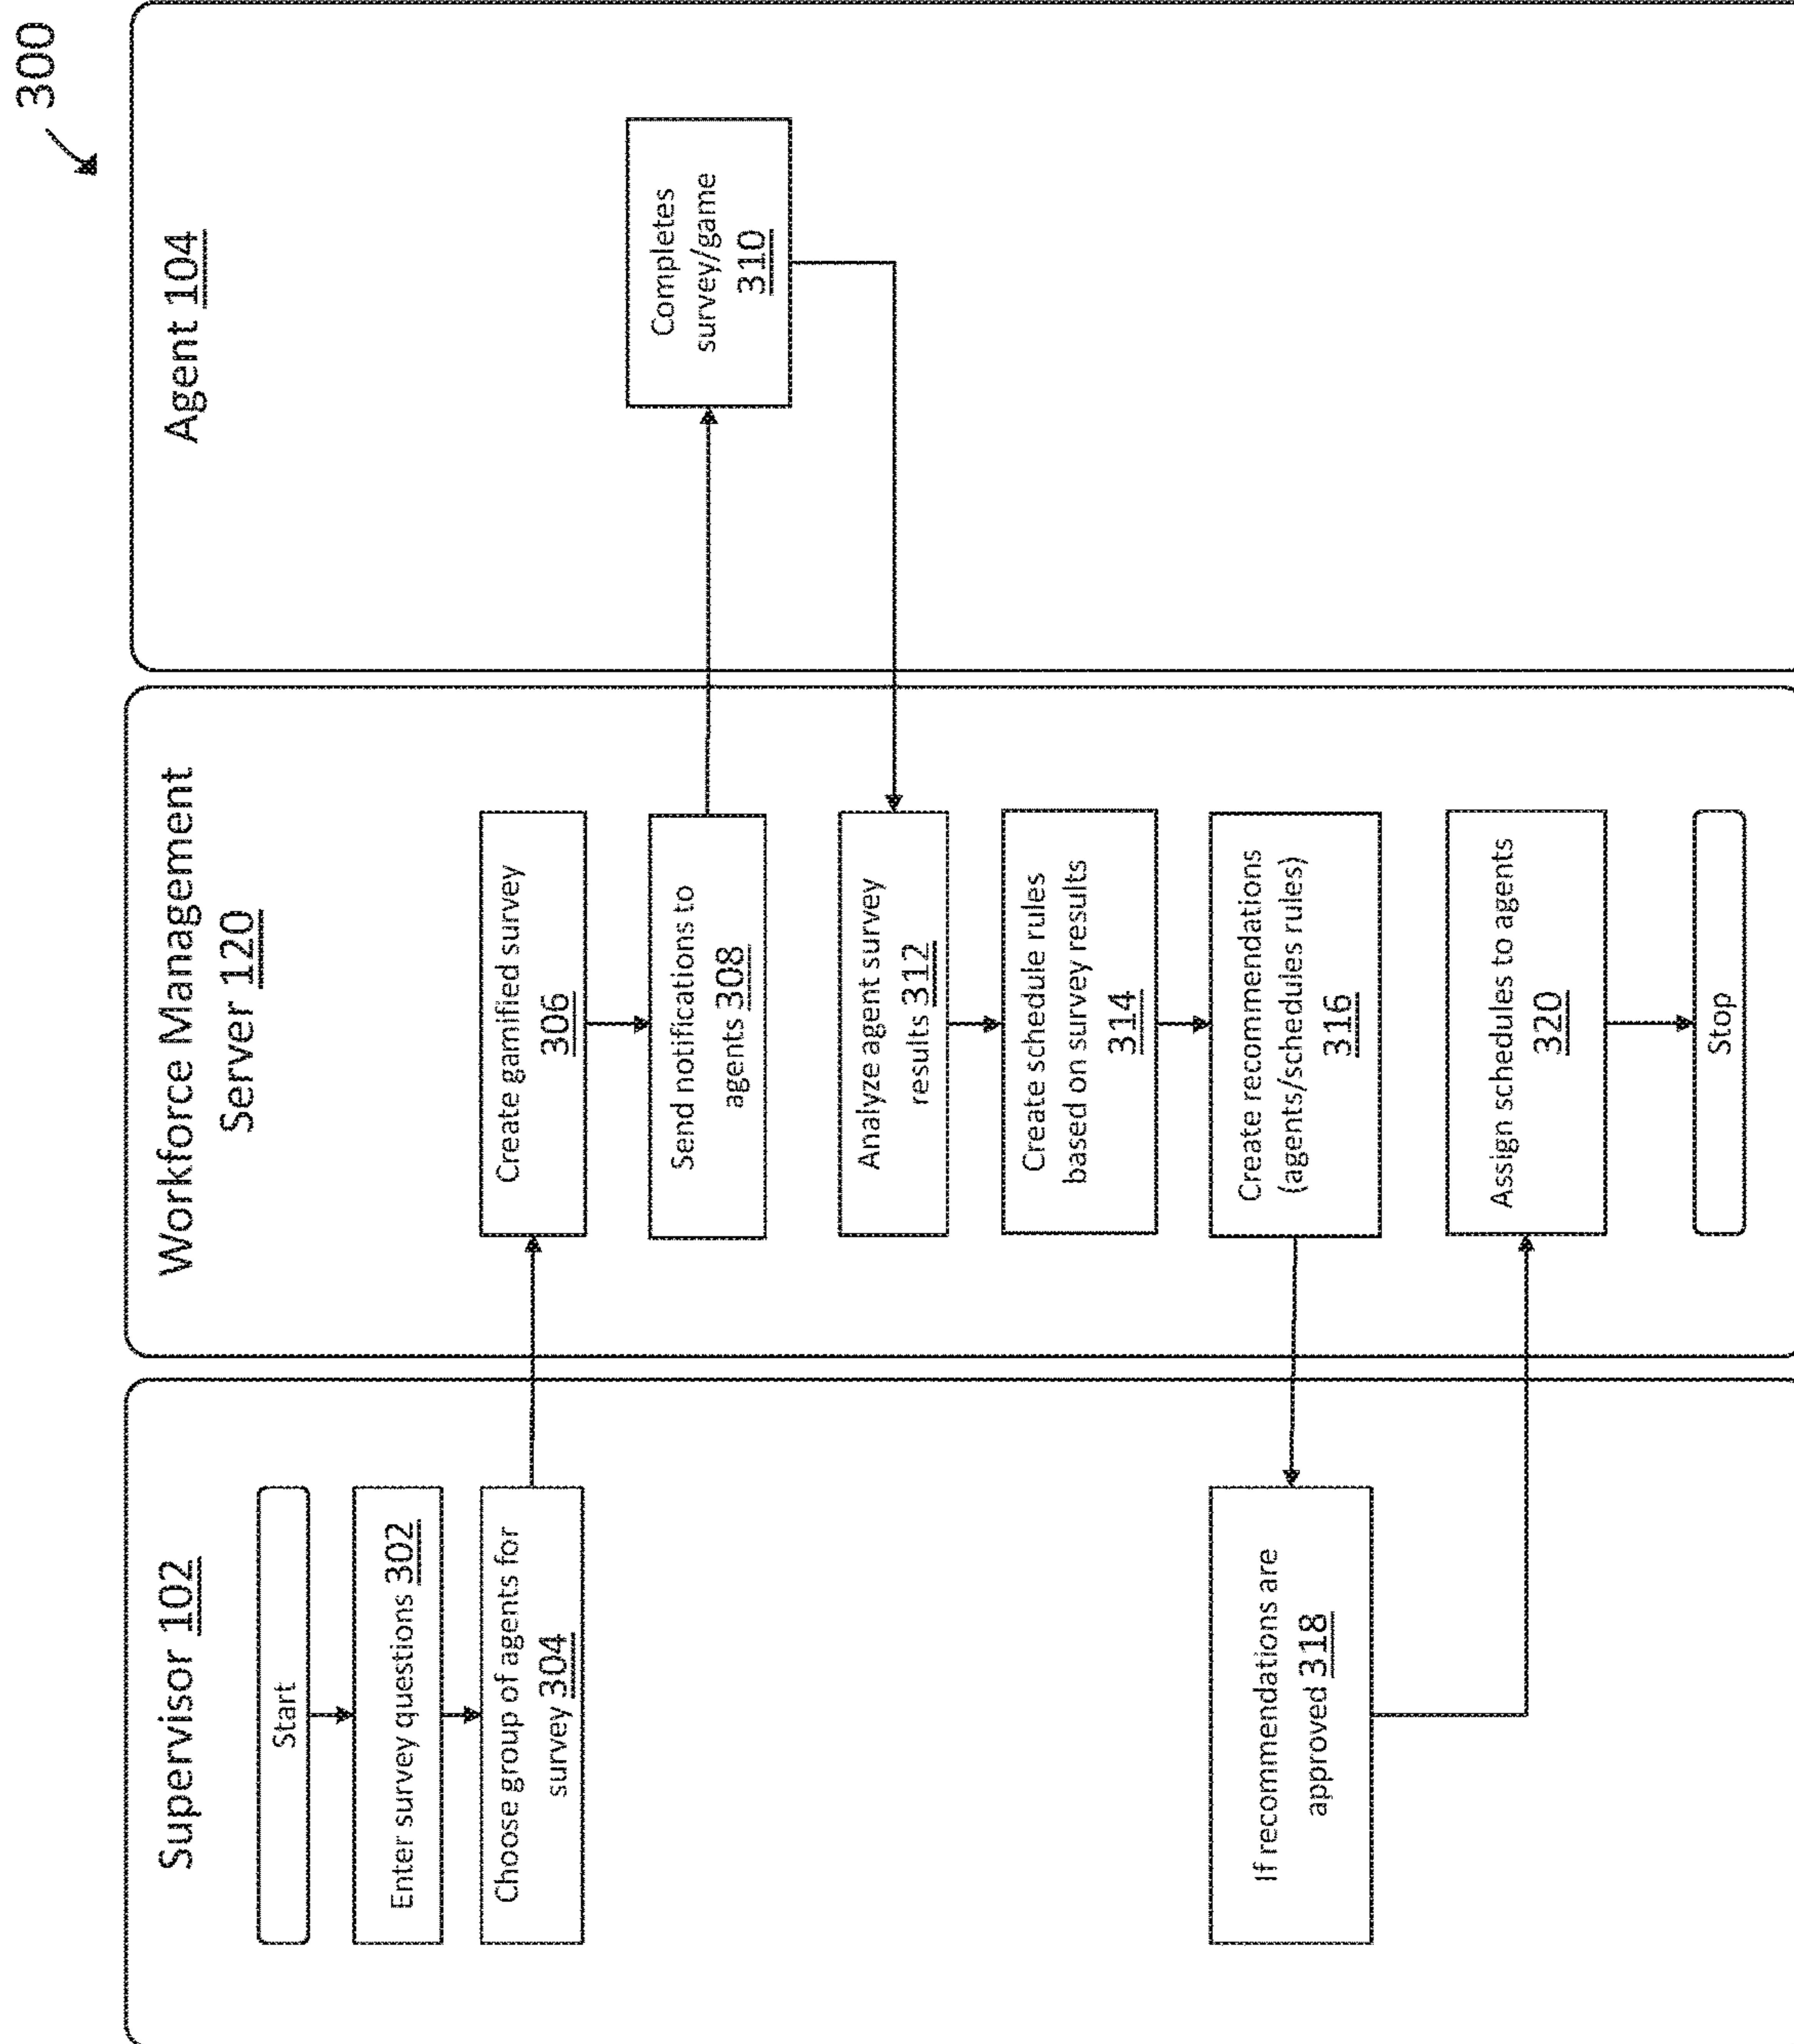 300
Supervisor 102
Start
Enter survey questions 302
Choose group of agents for
survey 304
If recommendations are
approved 318
Workforce Management
Server 120
Create gamified survey
306
Send notifications to
agents 308
Analyze agent survey
results 312
Create schedule rules
based on survey results
314
Create recommendations
(agents/schedules rules)
316
Assign schedules to agents
320
Stop
Agent 104
Completes
survey/game
310